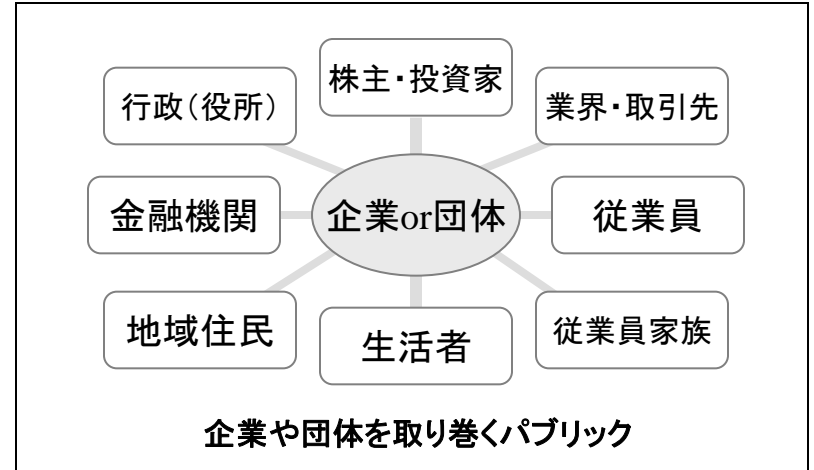 株主・投資家
行政（役所）
業界・取引先
金融機関
企業or団体
従業員
地域住民
生活者
従業員家族
企業や団体を取り巻くパブリック